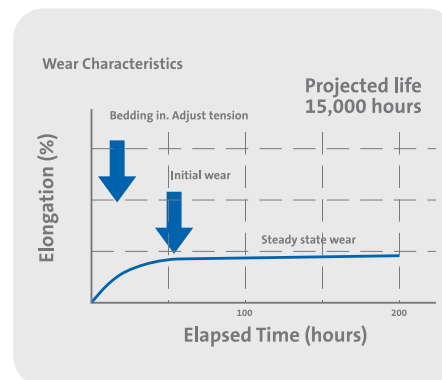 Wear Characteristics
Projected life
15,000 hours
Bedding in. Adjust tension
Initial wear
Steady state wear
Elongation (%)
100
200
Elapsed Time (hours)